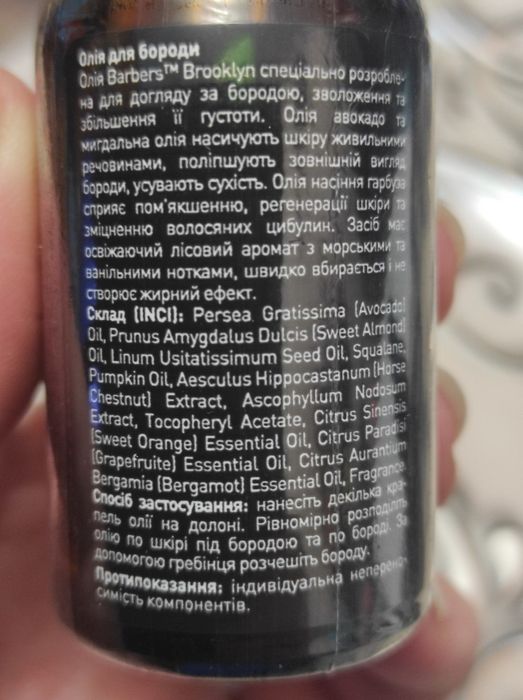 Олія для бороди
Олія Barbers™ Brooklyn спеціально розробле-
на для догляду за бородою, зволоження та
збільшення її густоти. Олія авокадо та
мигдальна олія насичують шкіру живильними
речовинами, поліпшують зовнішній вигляд
бороди, усувають сухість. Олія насіння гарбуза
сприяє пом'якшенню, регенерації шкіри та
зміцненню волосяних цибулин. Засіб має
освіжаючий лісовий аромат з морськими та
ванільними нотками, швидко вбирається і не
створює жирний ефект.
Склад (INCI): Persea Gratissima (Avocado)
Oil, Prunus Amygdalus Dulcis (Sweet Almond)
Oil, Linum Usitatissimum Seed Oil, Squalane,
Pumpkin Oil, Aesculus Hippocastanum (Horse
Chestnut) Extract, Ascophyllum Nodosum
Extract, Tocopheryl Acetate, Citrus Sinensis
(Sweet Orange) Essential Oil, Citrus Paradisi
(Grapefruite) Essential Oil, Citrus Aurantium
Bergamia (Bergamot) Essential Oil, Fragrance.
Спосіб застосування: нанесіть декілька кра-
пель олії на долоні. Рівномірно розподіліть
олію по шкірі під бородою та по бороді. За
допомогою гребінця розчешіть бороду.
Протипоказання: індивідуальна неперено-
симість компонентів.